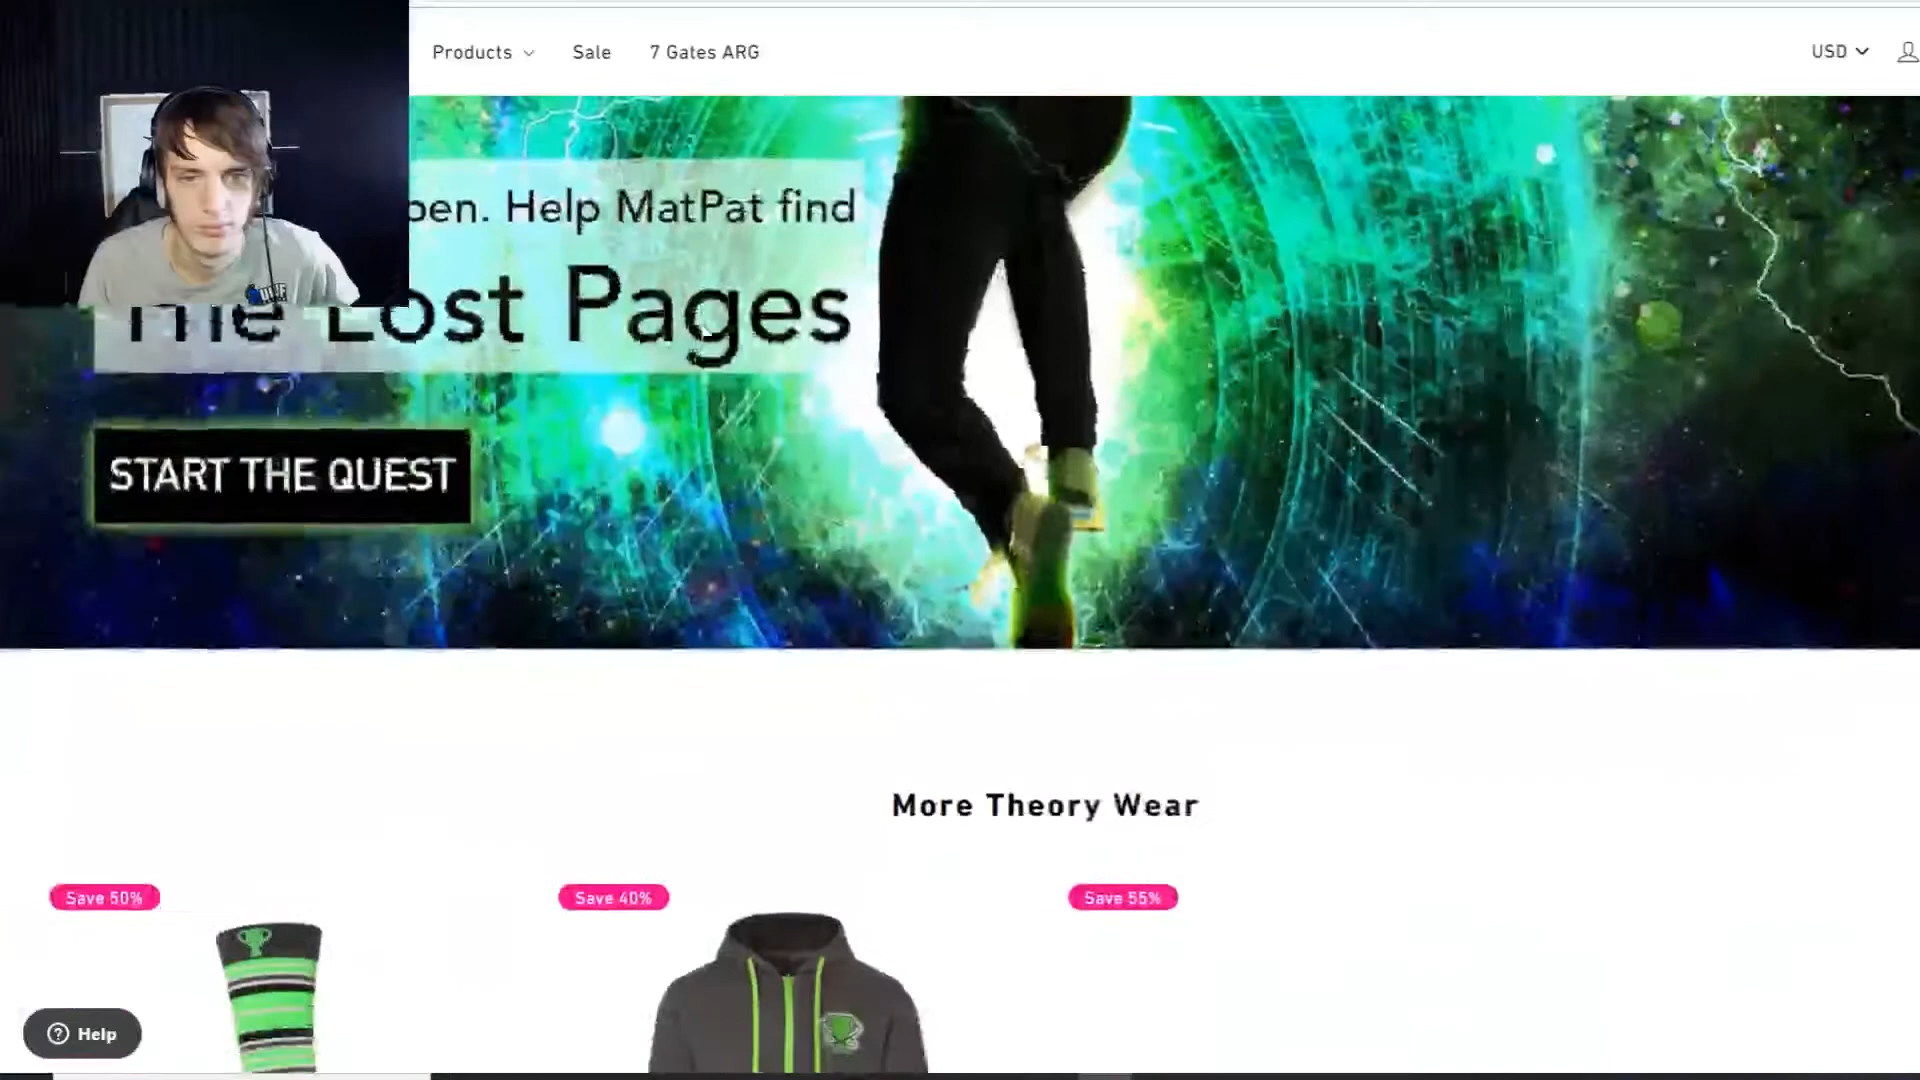 Products
Sale
7 Gates ARG
USD
pen. Help MatPat find
The Lost Pages
START THE QUEST
More Theory Wear
Save 50%
Save 40%
Save 55%
Help